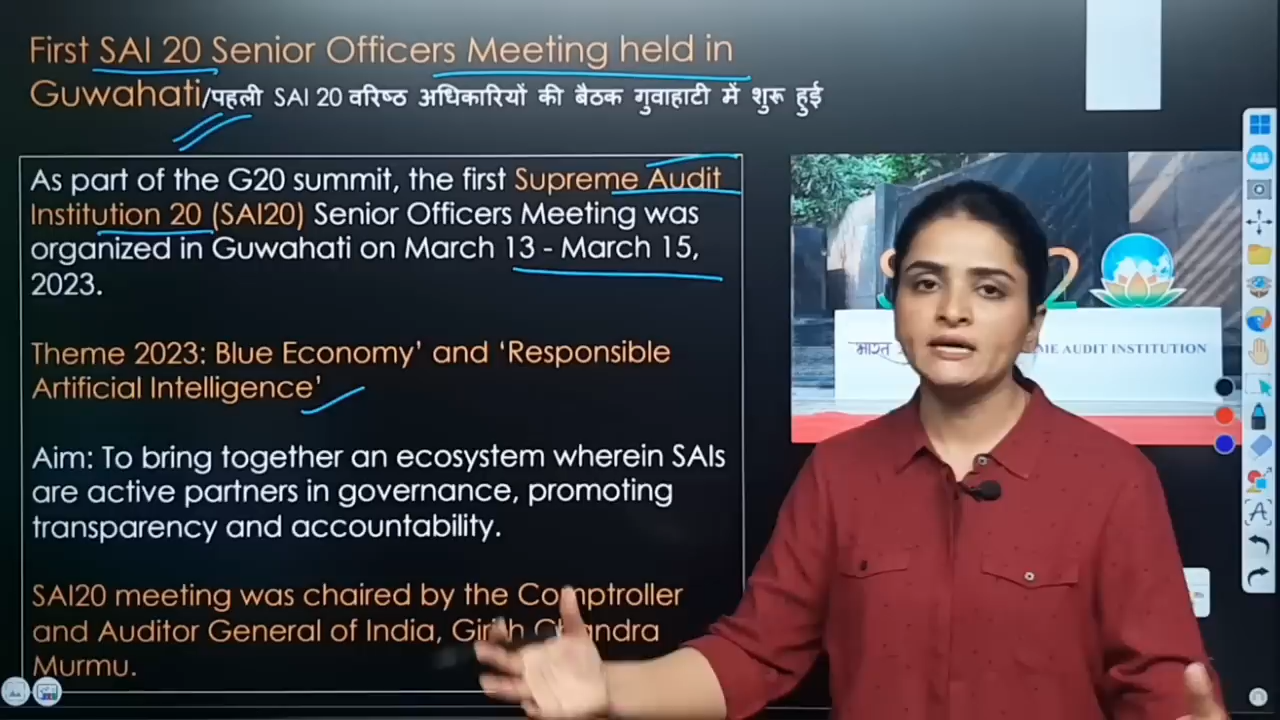 First SAI 20 Senior Officers Meeting held in
Guwahati/पहली SAI 20 वरिष्ठ अधिकारियों की बैठक गुवाहाटी में शुरू हुई
As part of the G20 summit, the first Supreme Audit
Institution 20 (SAI20) Senior Officers Meeting was
organized in Guwahati on March 13 - March 15,
2023.
Theme 2023: Blue Economy’ and ‘Responsible
Artificial Intelligence’
Aim: To bring together an ecosystem wherein SAIs
are active partners in governance, promoting
transparency and accountability.
SAI20 meeting was chaired by the Comptroller
and Auditor General of India, Girish Chandra
Murmu.
भारत
AUDIT INSTITUTION